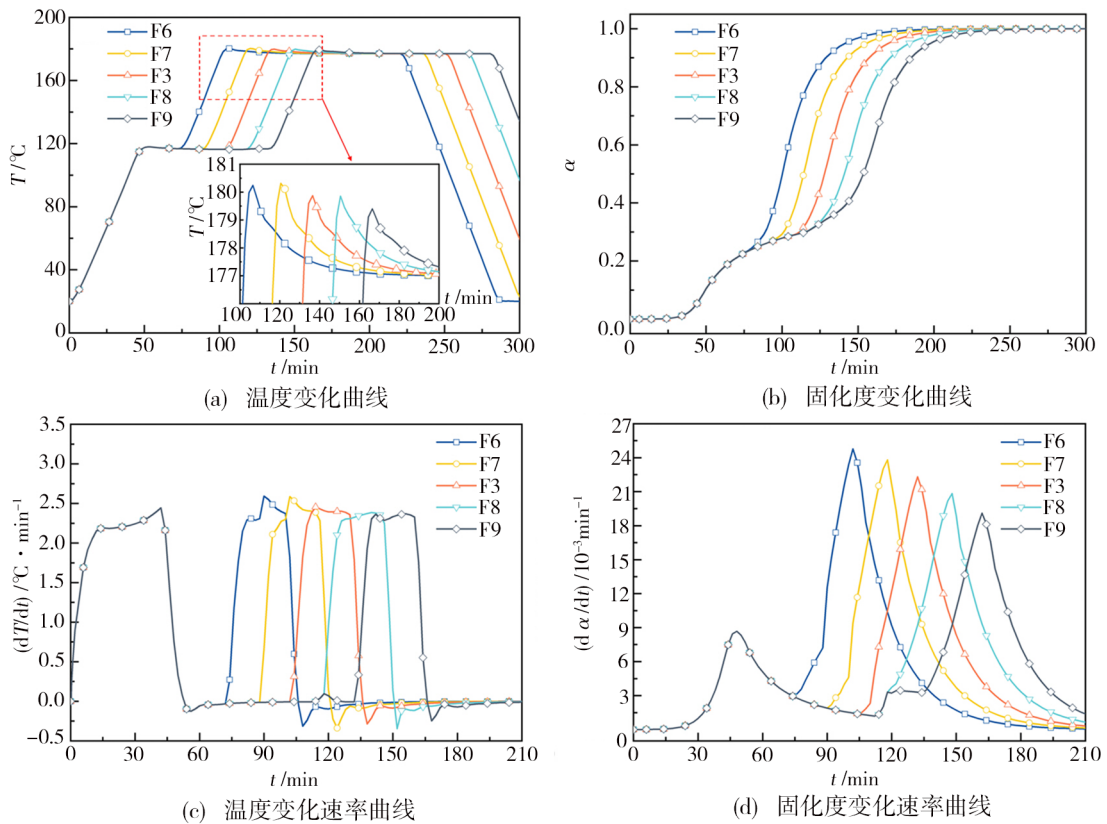 200
160
120
80
40
0
T/℃
F6
F7
F3
F8
F9
181
180
179
178
177
T/℃
t/min
100 120 140 160 180 200
0 50 100 150 200 250 300
t/min
(a) 温度变化曲线
1.0
0.8
0.6
0.4
0.2
0.0
α
F6
F7
F3
F8
F9
0 50 100 150 200 250 300
t/min
(b) 固化度变化曲线
3.5
3.0
2.5
2.0
1.5
1.0
0.5
0.0
-0.5
(dT/dt)/℃·min⁻¹
F6
F7
F3
F8
F9
0 30 60 90 120 150 180 210
t/min
(c) 温度变化速率曲线
27
24
21
18
15
12
9
6
3
0
(dα/dt)/10⁻³min⁻¹
F6
F7
F3
F8
F9
0 30 60 90 120 150 180 210
t/min
(d) 固化度变化速率曲线